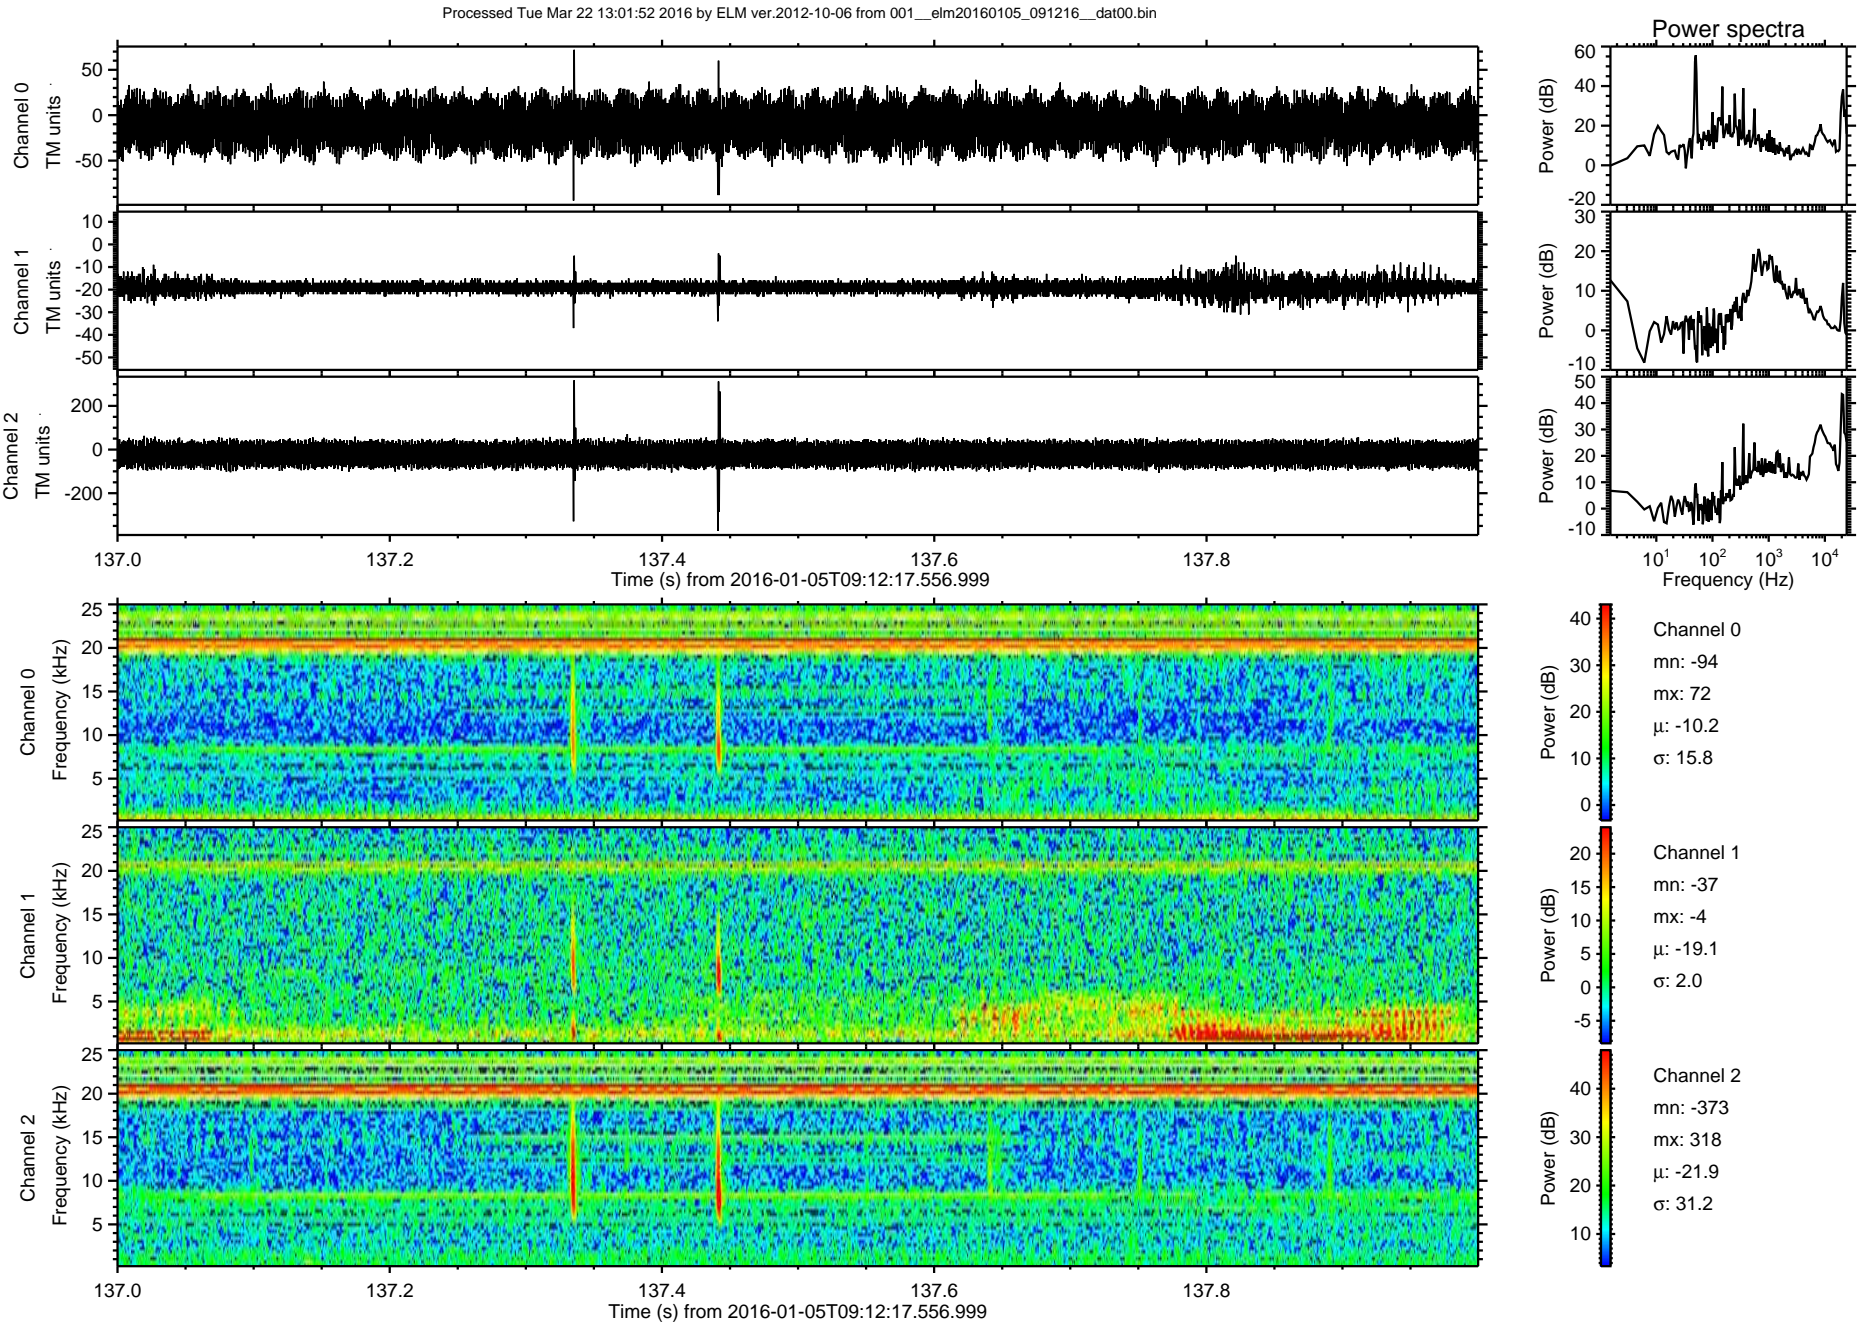 Processed Tue Mar 22 13:01:52 2016 by ELM ver.2012-10-06 from 001__elm20160105_091216__dat00.bin
Power spectra
Channel 0
TM units
50
0
-50
Power (dB)
60
40
20
0
-20
Channel 1
TM units
10
0
-10
-20
-30
-40
-50
Power (dB)
30
20
10
0
-10
Channel 2
TM units
200
0
-200
Power (dB)
50
40
30
20
10
0
-10
137.0 137.2 137.4 137.6 137.8
Time (s) from 2016-01-05T09:12:17.556.999
10^1 10^2 10^3 10^4
Frequency (Hz)
Channel 0
Frequency (kHz)
25
20
15
10
5
Power (dB)
40
30
20
10
0
Channel 0
mn: -94
mx: 72
µ: -10.2
σ: 15.8
Channel 1
Frequency (kHz)
25
20
15
10
5
Power (dB)
20
15
10
5
0
-5
Channel 1
mn: -37
mx: -4
µ: -19.1
σ: 2.0
Channel 2
Frequency (kHz)
25
20
15
10
5
Power (dB)
40
30
20
10
Channel 2
mn: -373
mx: 318
µ: -21.9
σ: 31.2
137.0 137.2 137.4 137.6 137.8
Time (s) from 2016-01-05T09:12:17.556.999